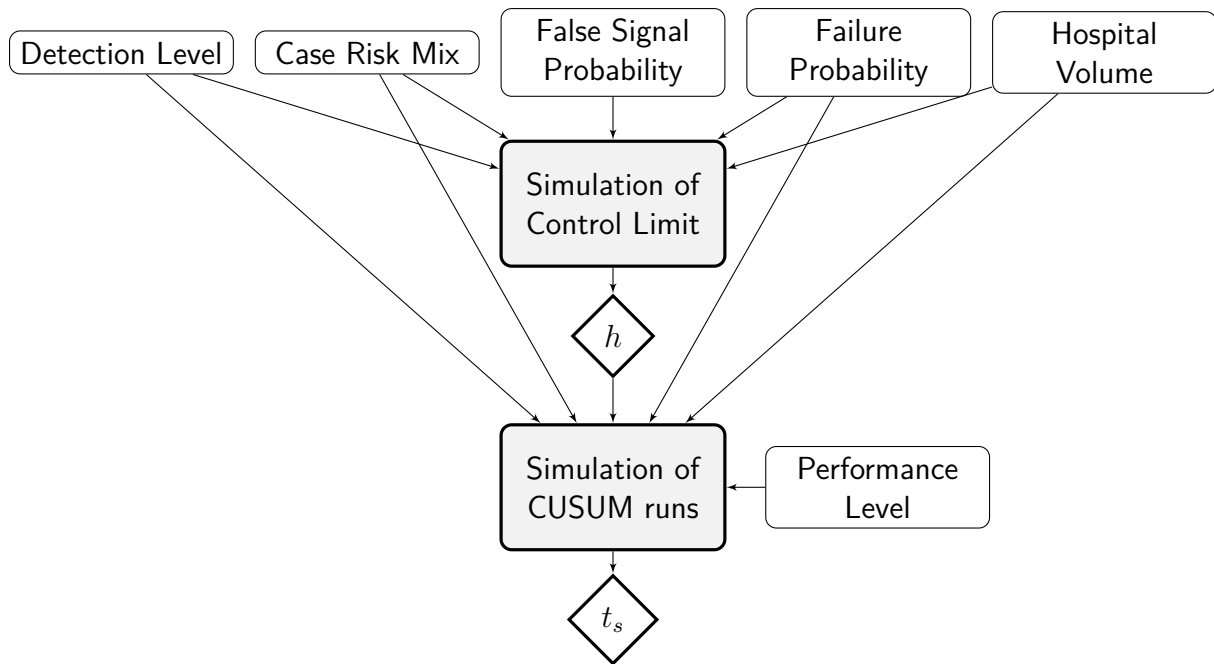 Detection Level
Case Risk Mix
False Signal
Probability
Failure
Probability
Hospital
Volume
Simulation of
Control Limit
h
Simulation of
CUSUM runs
Performance
Level
t_s